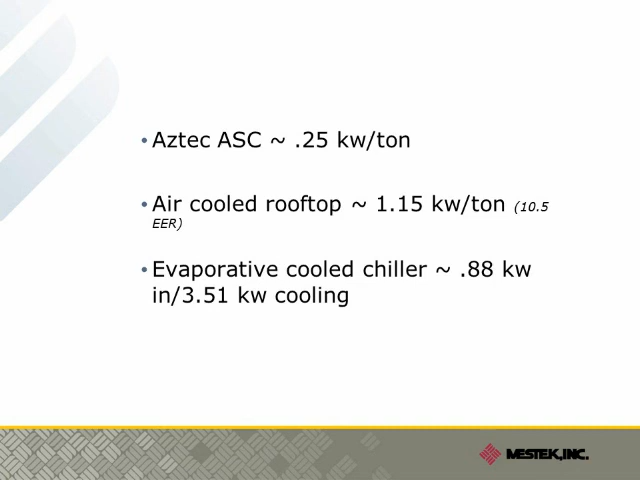 • Aztec ASC ~ .25 kw/ton
• Air cooled rooftop ~ 1.15 kw/ton (10.5
EER)
• Evaporative cooled chiller ~ .88 kw
in/3.51 kw cooling
MESTEK, INC.